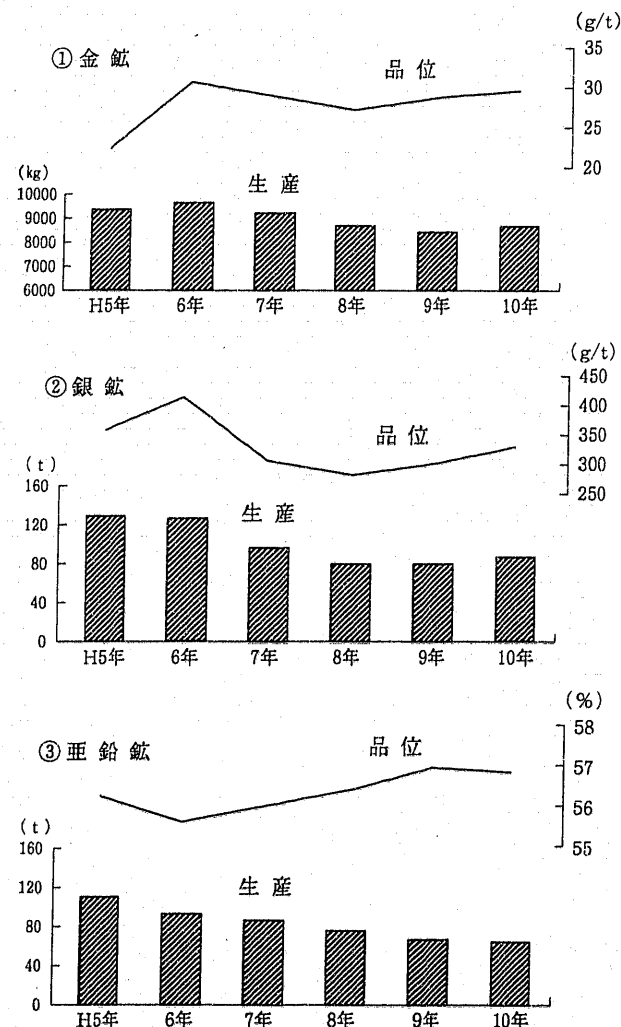 (g/t)
①金鉱
品位
35
30
25
20
(kg)
生産
10000
9000
8000
7000
6000
H5年 6年 7年 8年 9年 10年
(g/t)
②銀鉱
品位
450
400
350
300
250
(t)
生産
160
120
80
40
0
H5年 6年 7年 8年 9年 10年
(%)
③亜鉛鉱
品位
58
57
56
55
(t)
生産
160
120
80
40
0
H5年 6年 7年 8年 9年 10年